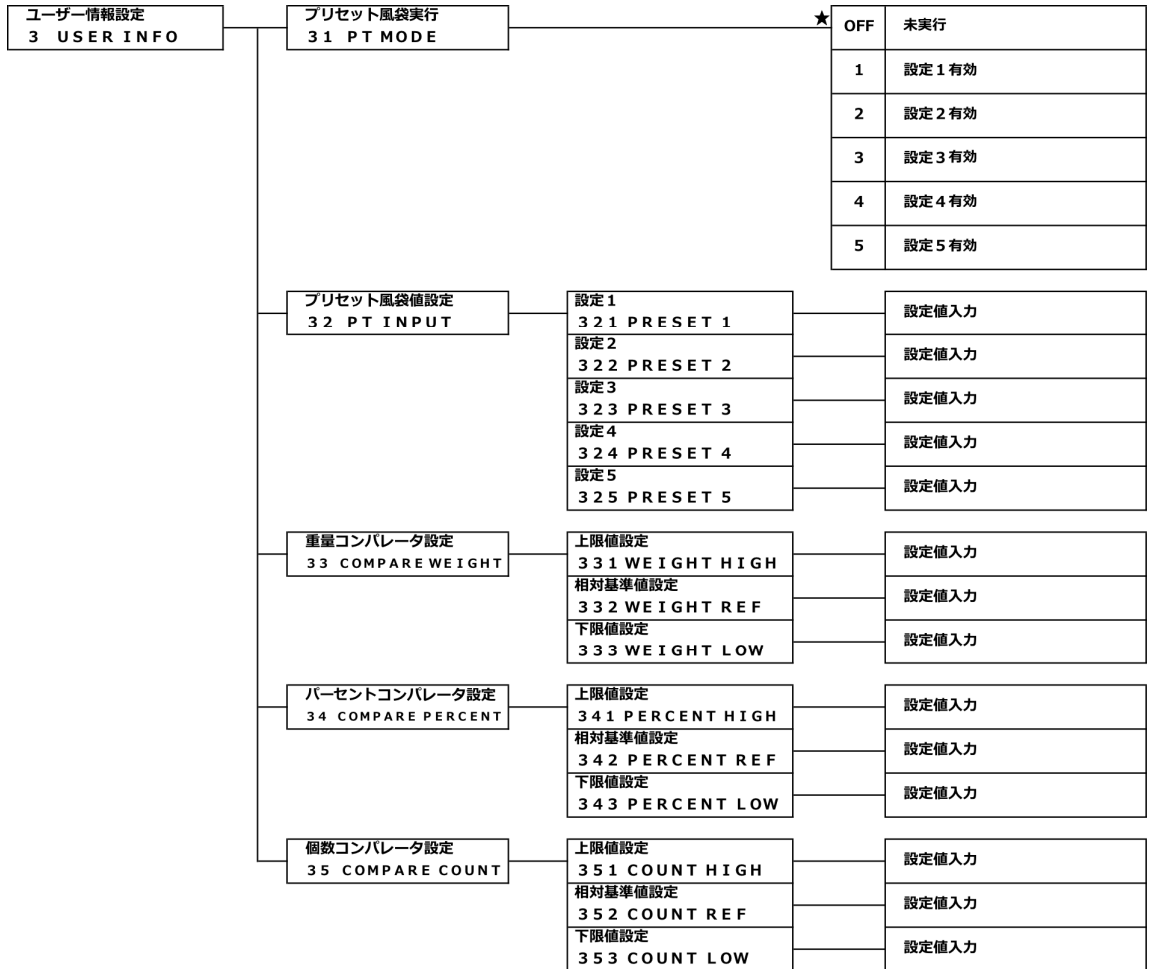 ユーザー情報設定
3 USER INFO
プリセット風袋実行
31 PT MODE
★
OFF 未実行
1 設定1有効
2 設定2有効
3 設定3有効
4 設定4有効
5 設定5有効
プリセット風袋値設定
32 PT INPUT
設定1
321 PRESET 1
設定値入力
設定2
322 PRESET 2
設定値入力
設定3
323 PRESET 3
設定値入力
設定4
324 PRESET 4
設定値入力
設定5
325 PRESET 5
設定値入力
重量コンパレータ設定
33 COMPARE WEIGHT
上限値設定
331 WEIGHT HIGH
設定値入力
相対基準値設定
332 WEIGHT REF
設定値入力
下限値設定
333 WEIGHT LOW
設定値入力
パーセントコンパレータ設定
34 COMPARE PERCENT
上限値設定
341 PERCENT HIGH
設定値入力
相対基準値設定
342 PERCENT REF
設定値入力
下限値設定
343 PERCENT LOW
設定値入力
個数コンパレータ設定
35 COMPARE COUNT
上限値設定
351 COUNT HIGH
設定値入力
相対基準値設定
352 COUNT REF
設定値入力
下限値設定
353 COUNT LOW
設定値入力